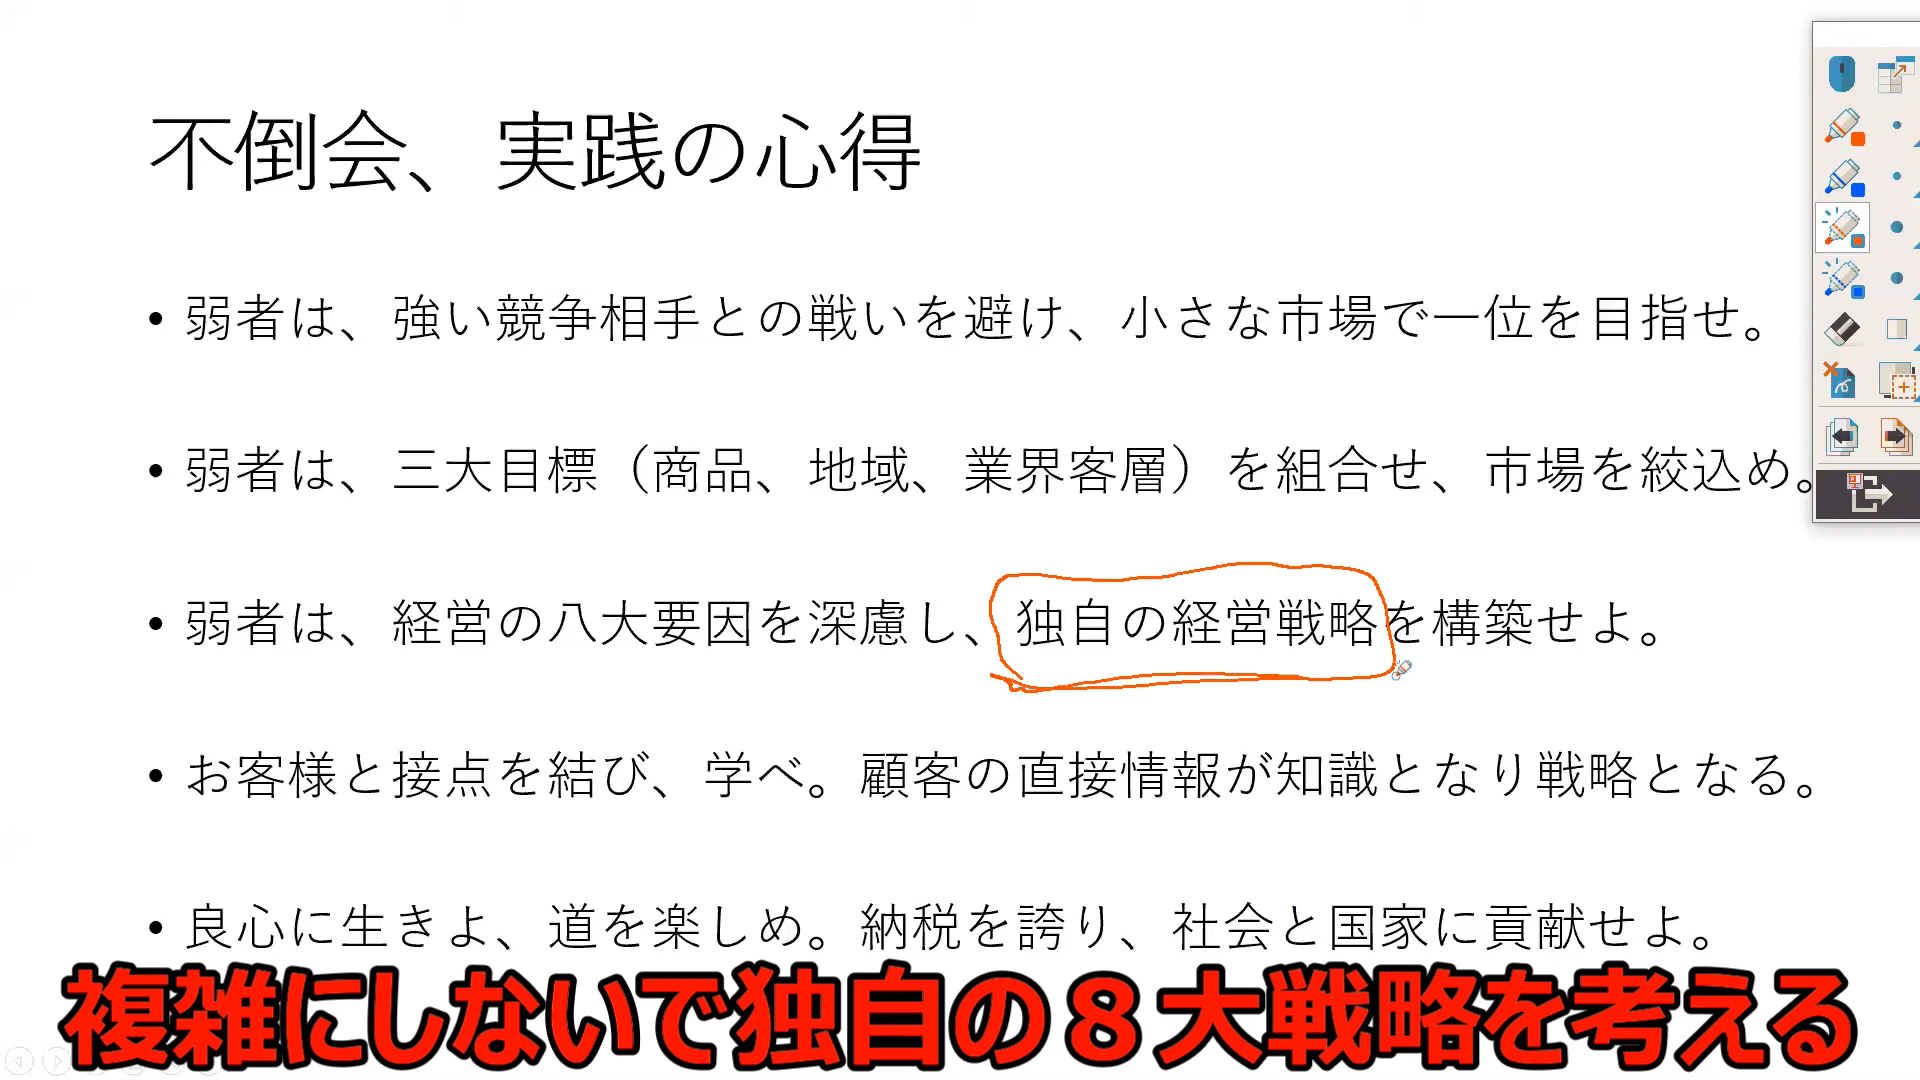 不倒会、実践の心得
• 弱者は、強い競争相手との戦いを避け、小さな市場で一位を目指せ。
• 弱者は、三大目標（商品、地域、業界客層）を組合せ、市場を絞込め。
• 弱者は、経営の八大要因を深慮し、独自の経営戦略を構築せよ。
• お客様と接点を結び、学べ。顧客の直接情報が知識となり戦略となる。
• 良心に生きよ、道を楽しめ。納税を誇り、社会と国家に貢献せよ。
複雑にしないで独自の８大戦略を考える